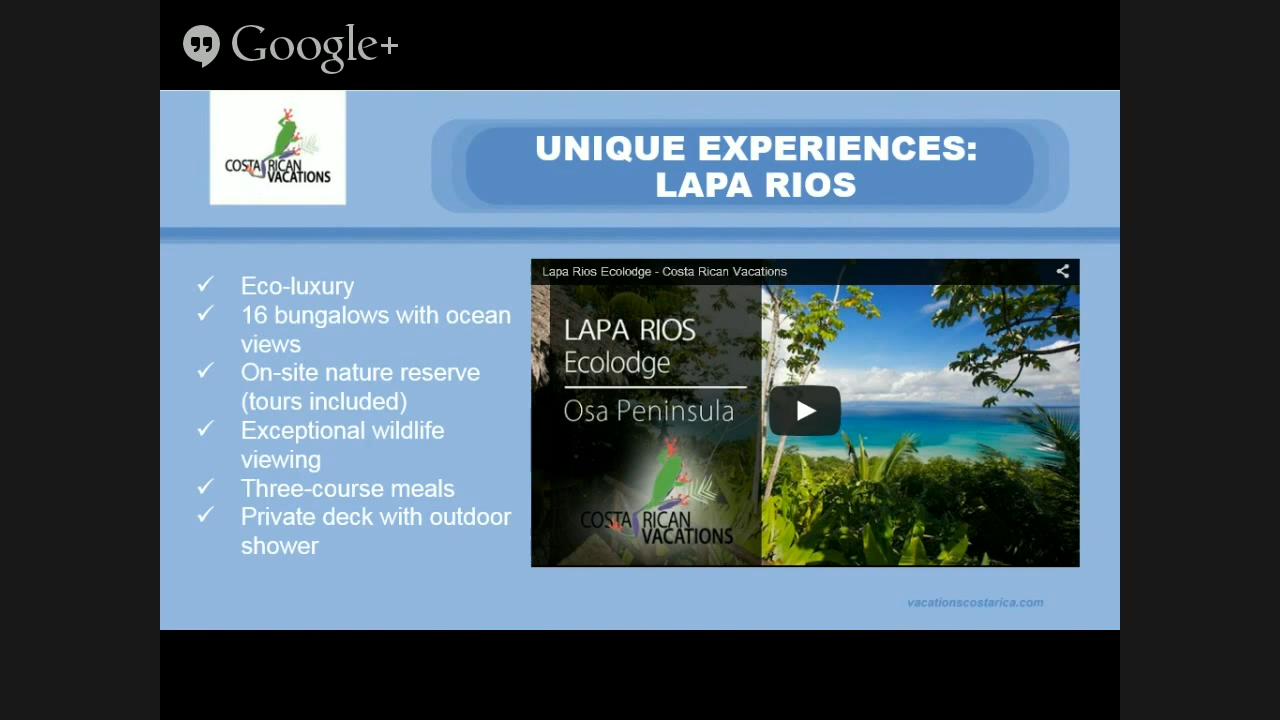 Google+
COSTA RICAN
VACATIONS
UNIQUE EXPERIENCES:
LAPA RIOS
Eco-luxury
16 bungalows with ocean
views
On-site nature reserve
(tours included)
Exceptional wildlife
viewing
Three-course meals
Private deck with outdoor
shower
Lapa Rios Ecolodge - Costa Rican Vacations
LAPA RIOS
Ecolodge
Osa Peninsula
COSTA RICAN
VACATIONS
vacationscostarica.com